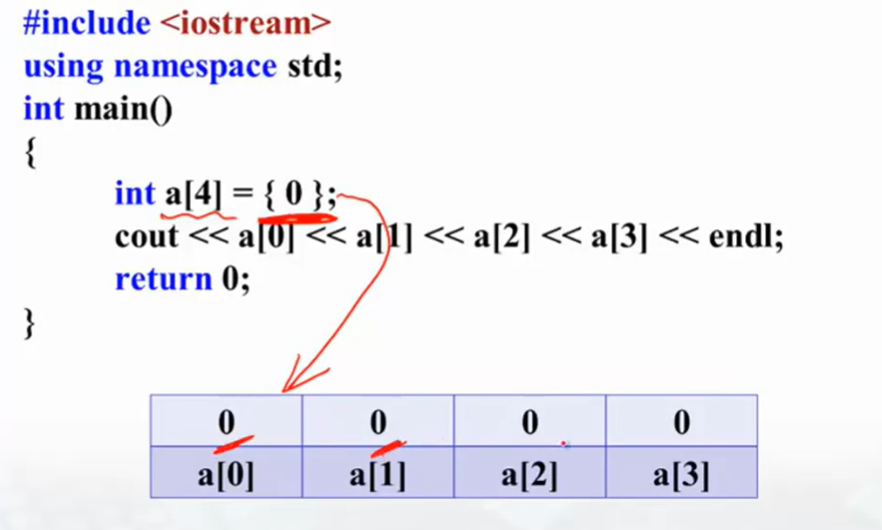 #include <iostream>
using namespace std;
int main()
{
int a[4] = { 0 };
cout << a[0] << a[1] << a[2] << a[3] << endl;
return 0;
}
0 0 0 0
a[0] a[1] a[2] a[3]